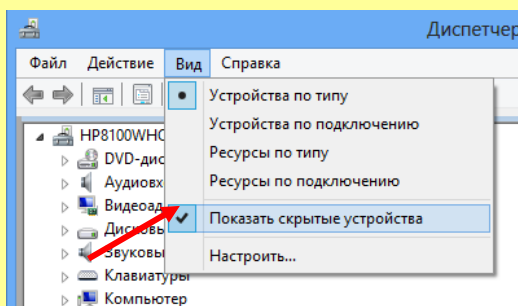 Диспетчер
Файл Действие Вид Справка
Устройства по типу
Устройства по подключению
Ресурсы по типу
Ресурсы по подключению
Показать скрытые устройства
Настроить...
HP8100WHO
DVD-дис
Аудиовх
Видеоад
Дисковы
Звуковы
Клавиатуры
Компьютер